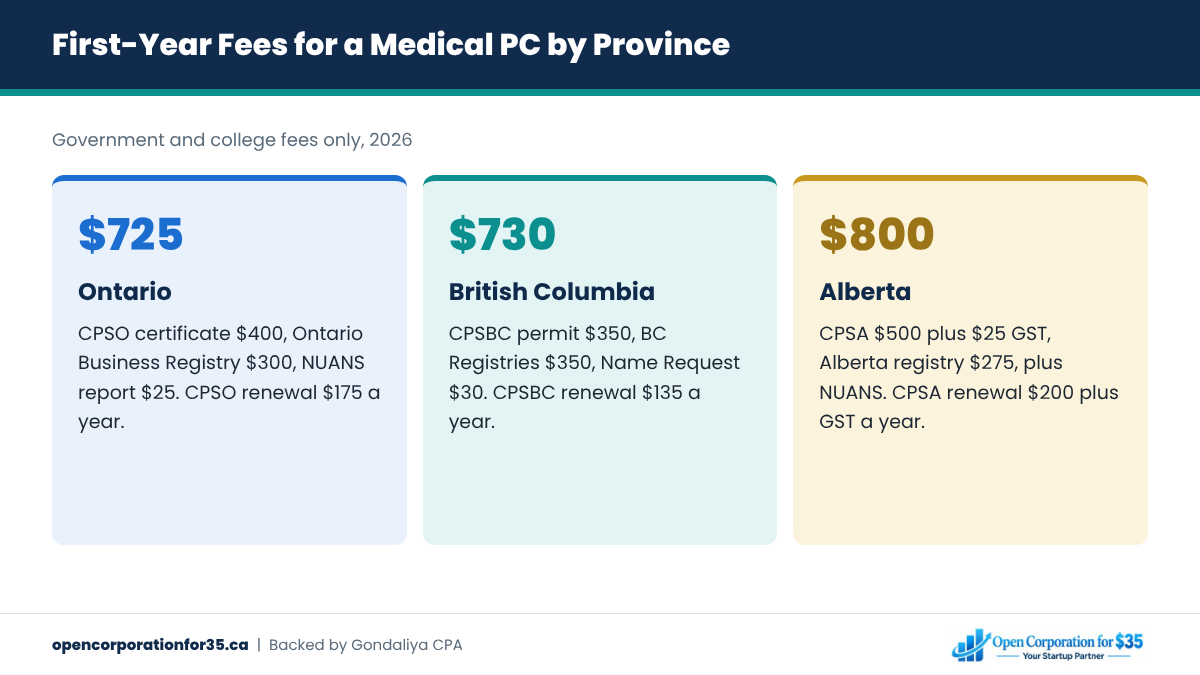 First-Year Fees for a Medical PC by Province
Government and college fees only, 2026
$725
Ontario
CPSO certificate $400, Ontario
Business Registry $300, NUANS
report $25. CPSO renewal $175 a
year.
$730
British Columbia
CPSBC permit $350, BC
Registries $350, Name Request
$30. CPSBC renewal $135 a
year.
$800
Alberta
CPSA $500 plus $25 GST,
Alberta registry $275, plus
NUANS. CPSA renewal $200 plus
GST a year.
opencorporationfor35.ca | Backed by Gondaliya CPA
Open Corporation for $35
Your Startup Partner